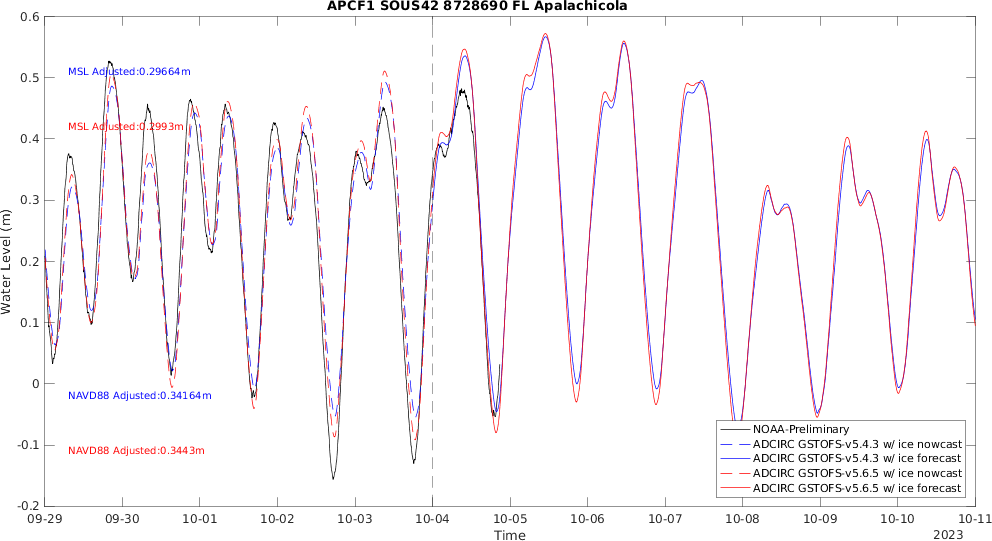 APCF1 SOUS42 8728690 FL Apalachicola
0.6
0.5
0.4
0.3
0.2
0.1
0
-0.1
-0.2
Water Level (m)
MSL Adjusted:0.29664m
MSL Adjusted:0.2993m
NAVD88 Adjusted:0.34164m
NAVD88 Adjusted:0.3443m
NOAA-Preliminary
ADCIRC GSTOFS-v5.4.3 w/ ice nowcast
ADCIRC GSTOFS-v5.4.3 w/ ice forecast
ADCIRC GSTOFS-v5.6.5 w/ ice nowcast
ADCIRC GSTOFS-v5.6.5 w/ ice forecast
09-29 09-30 10-01 10-02 10-03 10-04 10-05 10-06 10-07 10-08 10-09 10-10 10-11
Time
2023